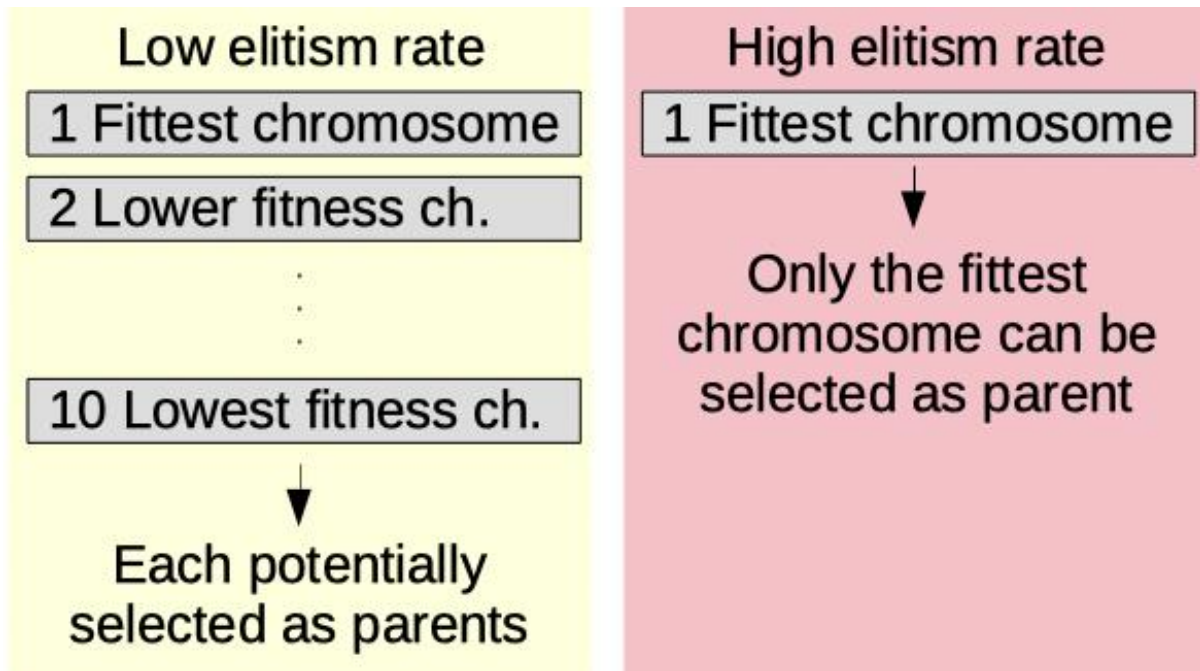 Low elitism rate
1 Fittest chromosome
2 Lower fitness ch.
.
.
.
10 Lowest fitness ch.
Each potentially
selected as parents
High elitism rate
1 Fittest chromosome
Only the fittest
chromosome can be
selected as parent